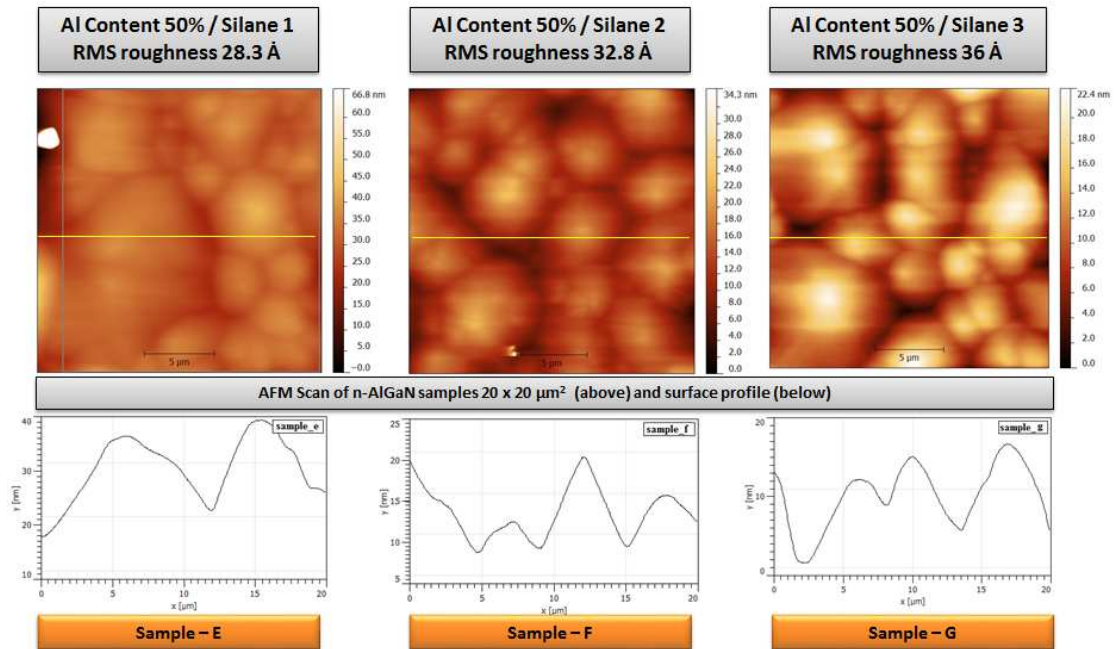 Al Content 50% / Silane 1
RMS roughness 28.3 Å
Al Content 50% / Silane 2
RMS roughness 32.8 Å
Al Content 50% / Silane 3
RMS roughness 36 Å
66.8 nm
60.0
50.0
45.0
40.0
35.0
30.0
25.0
20.0
15.0
10.0
−0.0
5 µm
34.3 nm
30.0
28.0
26.0
24.0
22.0
20.0
18.0
16.0
14.0
12.0
10.0
8.0
6.0
4.0
2.0
0.0
5 µm
22.4 nm
20.0
18.0
16.0
14.0
12.0
10.0
8.0
6.0
4.0
2.0
0.0
5 µm
AFM Scan of n-AlGaN samples 20 x 20 µm² (above) and surface profile (below)
sample_e
40
30
20
10
y [nm]
0 5 10 15 20
x [µm]
sample_f
20
15
10
5
y [nm]
0 5 10 15 20
x [µm]
sample_g
20
10
0
y [nm]
0 5 10 15 20
x [µm]
Sample – E
Sample – F
Sample – G